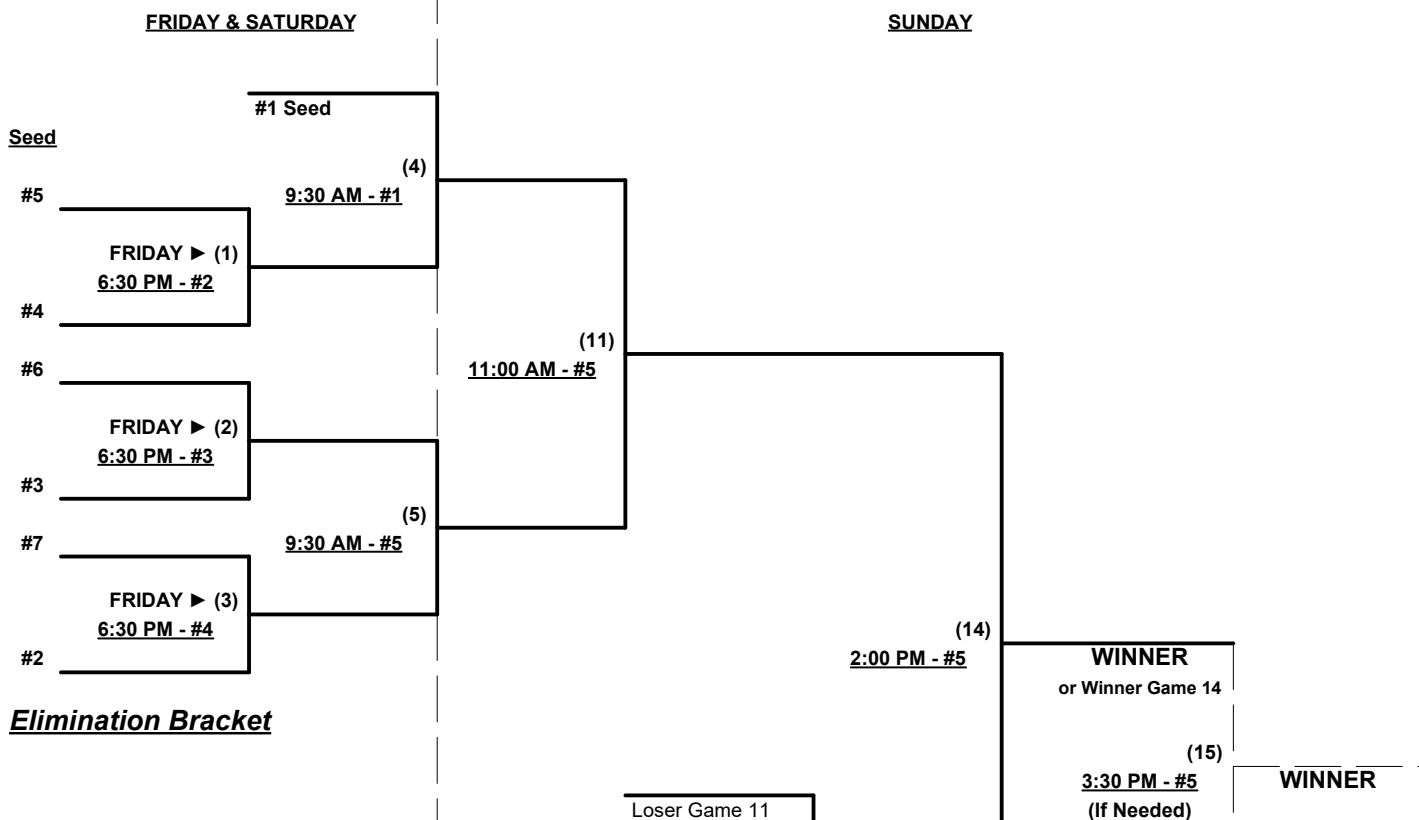 FRIDAY & SATURDAY
SUNDAY
#1 Seed
Seed
(4)
#5
9:30 AM - #1
FRIDAY ► (1)
6:30 PM - #2
#4
(11)
#6
11:00 AM - #5
FRIDAY ► (2)
6:30 PM - #3
#3
(5)
#7
9:30 AM - #5
FRIDAY ► (3)
6:30 PM - #4
(14)
#2
2:00 PM - #5
WINNER
or Winner Game 14
Elimination Bracket
(15)
3:30 PM - #5
WINNER
Loser Game 11
(If Needed)